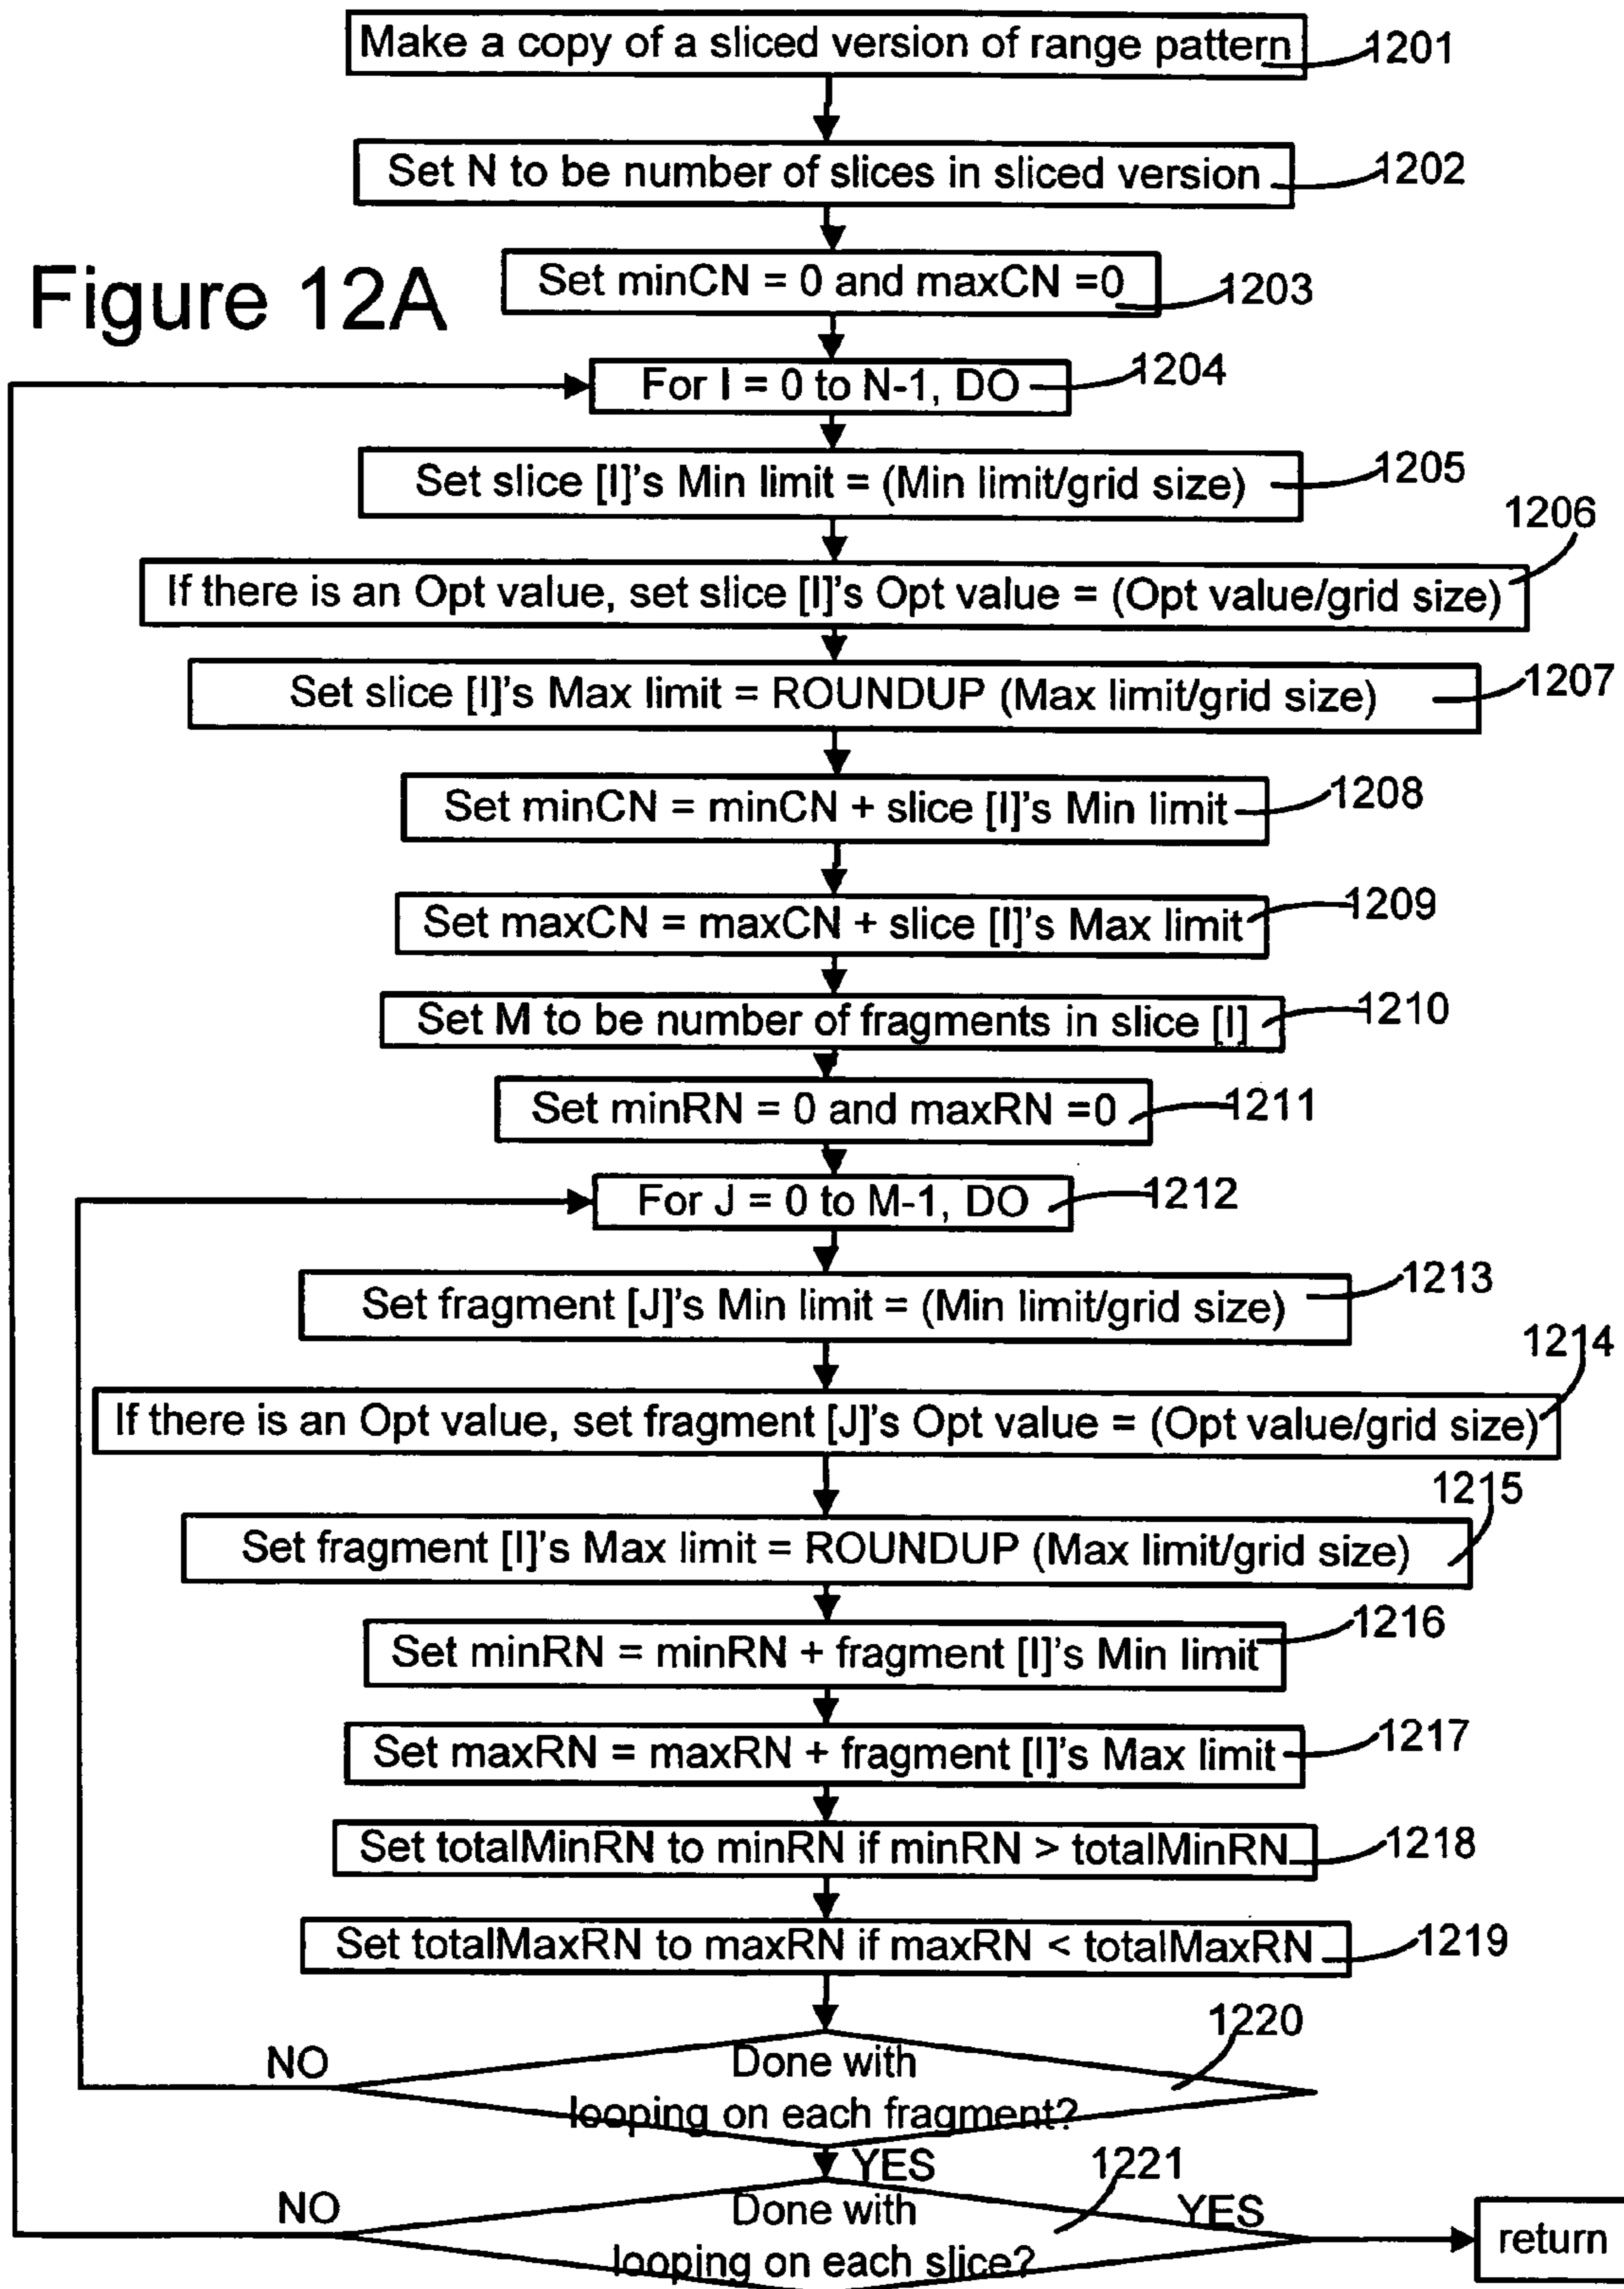 Make a copy of a sliced version of range pattern 1201
Set N to be number of slices in sliced version 1202
Figure 12A
Set minCN = 0 and maxCN =0 1203
For I = 0 to N-1, DO 1204
Set slice [I]'s Min limit = (Min limit/grid size) 1205
1206
If there is an Opt value, set slice [I]'s Opt value = (Opt value/grid size)
Set slice [I]'s Max limit = ROUNDUP (Max limit/grid size) 1207
Set minCN = minCN + slice [I]'s Min limit 1208
Set maxCN = maxCN + slice [I]'s Max limit 1209
Set M to be number of fragments in slice [I] 1210
Set minRN = 0 and maxRN =0 1211
For J = 0 to M-1, DO 1212
Set fragment [J]'s Min limit = (Min limit/grid size) 1213
1214
If there is an Opt value, set fragment [J]'s Opt value = (Opt value/grid size)
1215
Set fragment [I]'s Max limit = ROUNDUP (Max limit/grid size)
Set minRN = minRN + fragment [I]'s Min limit 1216
Set maxRN = maxRN + fragment [I]'s Max limit 1217
Set totalMinRN to minRN if minRN > totalMinRN 1218
Set totalMaxRN to maxRN if maxRN < totalMaxRN 1219
1220
NO
Done with
looping on each fragment?
YES
1221
NO
Done with
looping on each slice?
YES
return